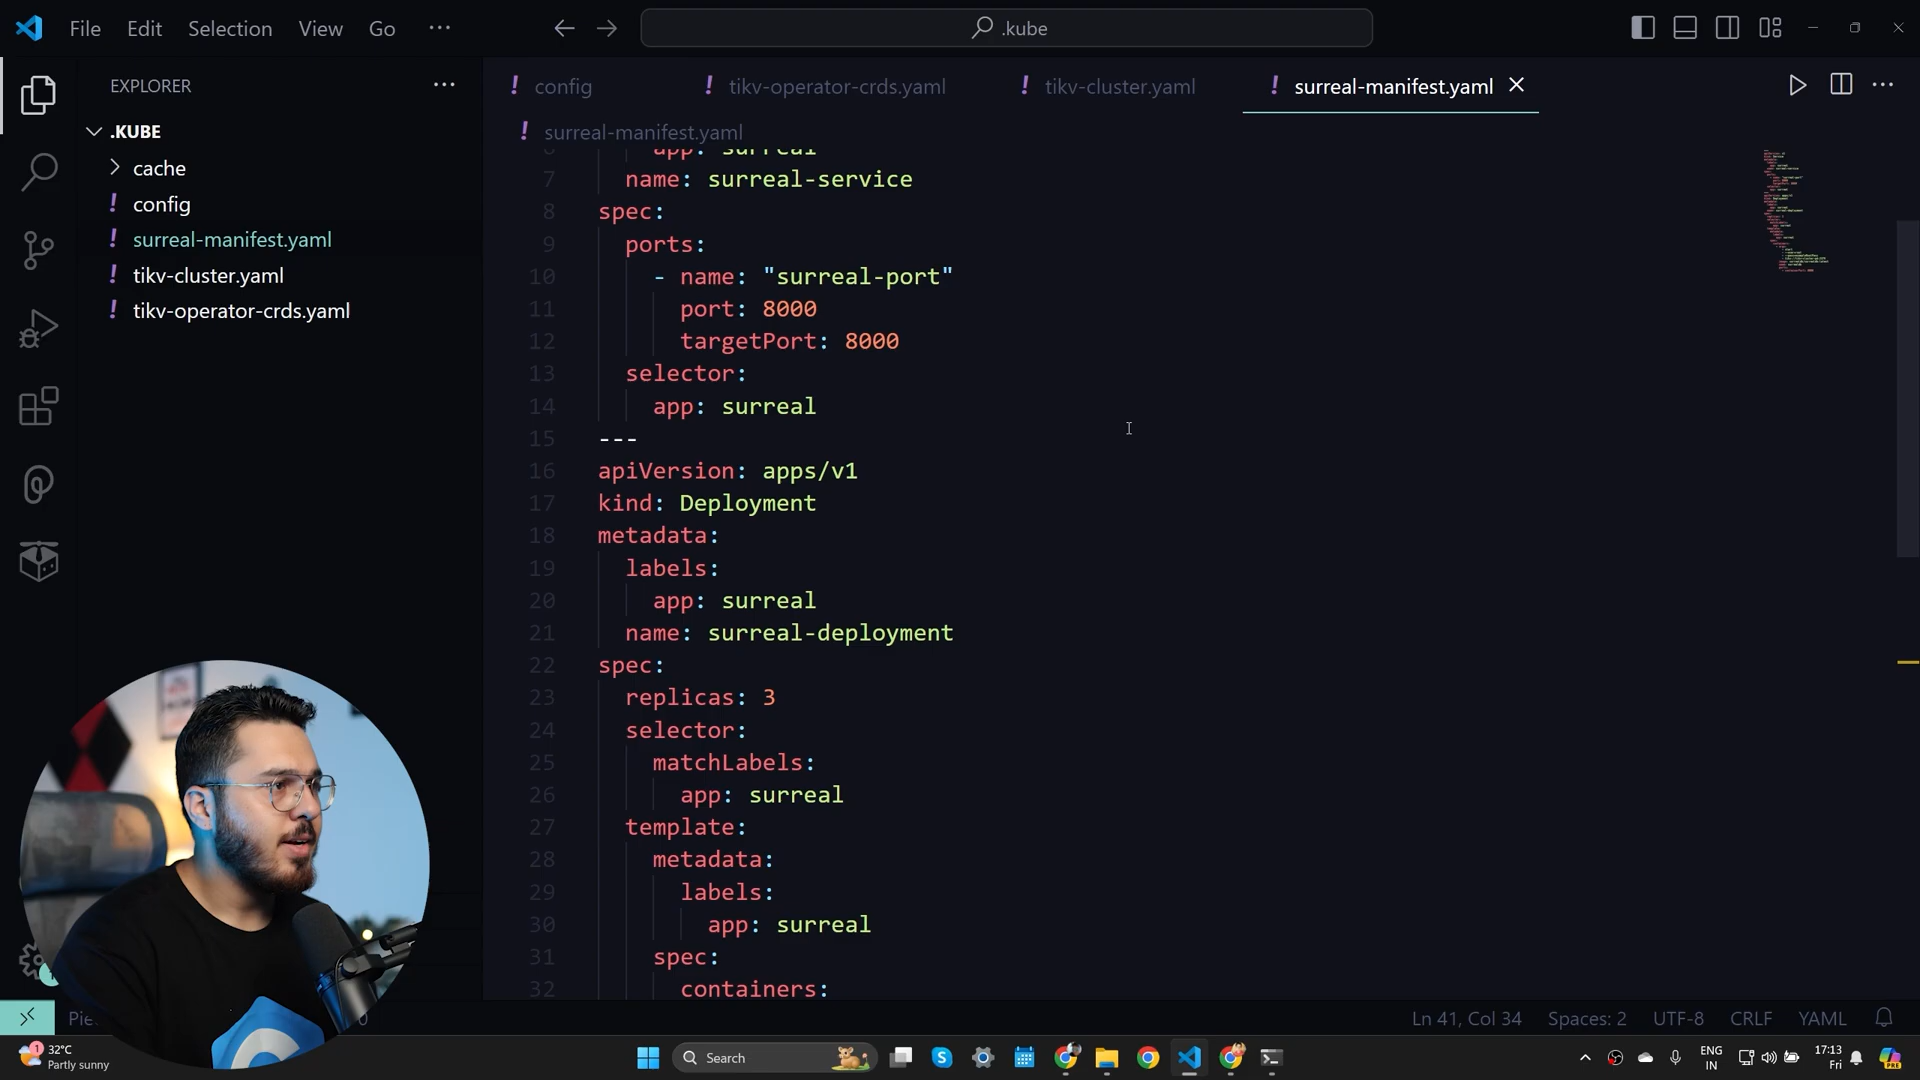 File Edit Selection View Go ···
.kube
EXPLORER ···
config
tikv-operator-crds.yaml
tikv-cluster.yaml
surreal-manifest.yaml
surreal-manifest.yaml
.KUBE
cache
config
surreal-manifest.yaml
tikv-cluster.yaml
tikv-operator-crds.yaml
6 app: surreal
7 name: surreal-service
8 spec:
9 ports:
10 - name: "surreal-port"
11 port: 8000
12 targetPort: 8000
13 selector:
14 app: surreal
15 ---
16 apiVersion: apps/v1
17 kind: Deployment
18 metadata:
19 labels:
20 app: surreal
21 name: surreal-deployment
22 spec:
23 replicas: 3
24 selector:
25 matchLabels:
26 app: surreal
27 template:
28 metadata:
29 labels:
30 app: surreal
31 spec:
32 containers:
Ln 41, Col 34 Spaces: 2 UTF-8 CRLF YAML
1
32°C
Partly sunny
Search
ENG
IN
17:13
Fri
PRE